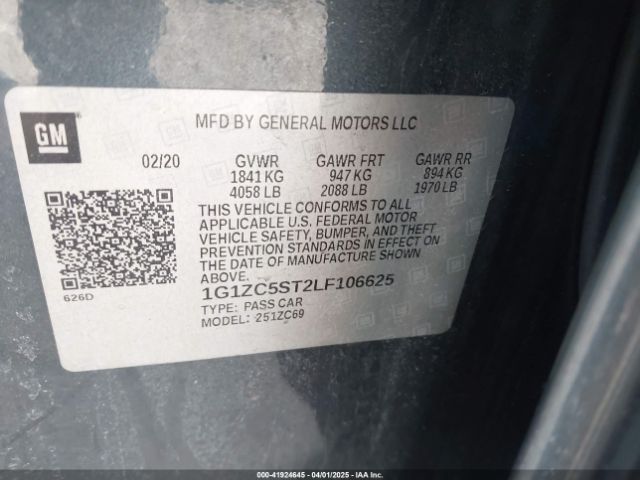 GM
MFD BY GENERAL MOTORS LLC
02/20 GVWR GAWR FRT GAWR RR
1841 KG 947 KG 894 KG
4058 LB 2088 LB 1970 LB
THIS VEHICLE CONFORMS TO ALL
APPLICABLE U.S. FEDERAL MOTOR
VEHICLE SAFETY, BUMPER, AND THEFT
PREVENTION STANDARDS IN EFFECT ON
THE DATE OF MANUFACTURE SHOWN
ABOVE.
626D
1G1ZC5ST2LF106625
TYPE: PASS CAR
MODEL: 251ZC69
000-41924645 - 04/01/2025 - IAAI.COM